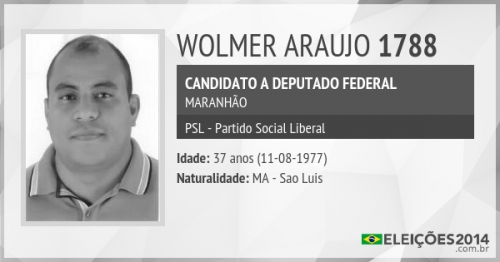 WOLMER ARAUJO 1788
CANDIDATO A DEPUTADO FEDERAL
MARANHÃO
PSL - Partido Social Liberal
Idade: 37 anos (11-08-1977)
Naturalidade: MA - Sao Luis
ELEIÇÕES2014
.com.br